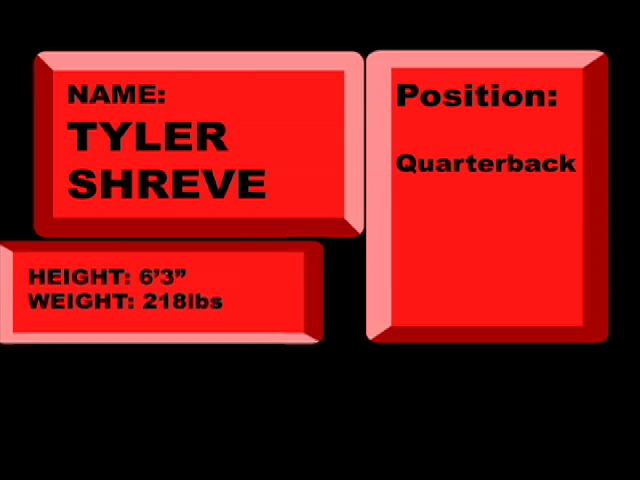 NAME:
TYLER
SHREVE
Position:
Quarterback
HEIGHT: 6’3”
WEIGHT: 218lbs